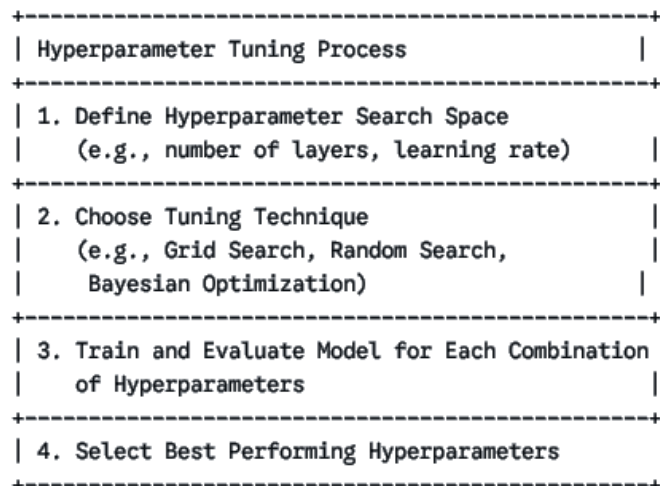 +-------------------------------------------------+
| Hyperparameter Tuning Process                  |
+-------------------------------------------------+
| 1. Define Hyperparameter Search Space
|    (e.g., number of layers, learning rate)      |
+-------------------------------------------------+
| 2. Choose Tuning Technique                      |
|    (e.g., Grid Search, Random Search,           |
|     Bayesian Optimization)                     |
+-------------------------------------------------+
| 3. Train and Evaluate Model for Each Combination
|    of Hyperparameters                           |
+-------------------------------------------------+
| 4. Select Best Performing Hyperparameters
+-------------------------------------------------+